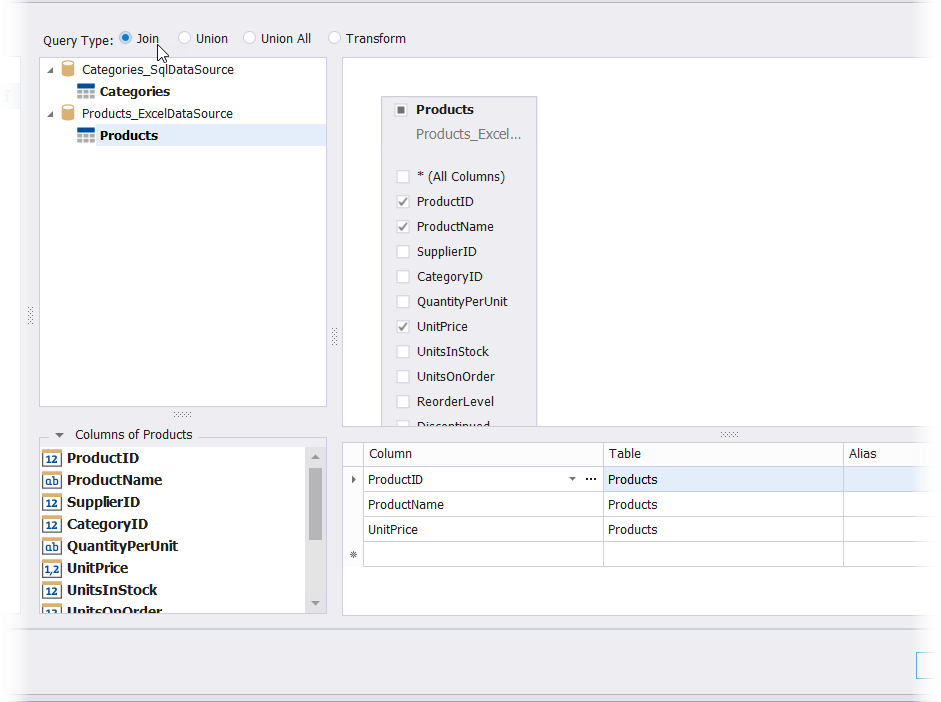 Query Type: Join Union Union All Transform
Categories_SqlDataSource
Categories
Products_ExcelDataSource
Products
Products
Products_Excel...
* (All Columns)
ProductID
ProductName
SupplierID
CategoryID
QuantityPerUnit
UnitPrice
UnitsInStock
UnitsOnOrder
ReorderLevel
Discontinued
Columns of Products
12 ProductID
ab ProductName
12 SupplierID
12 CategoryID
ab QuantityPerUnit
1,2 UnitPrice
12 UnitsInStock
12 UnitsOnOrder
Column Table Alias
ProductID ... Products
ProductName Products
UnitPrice Products